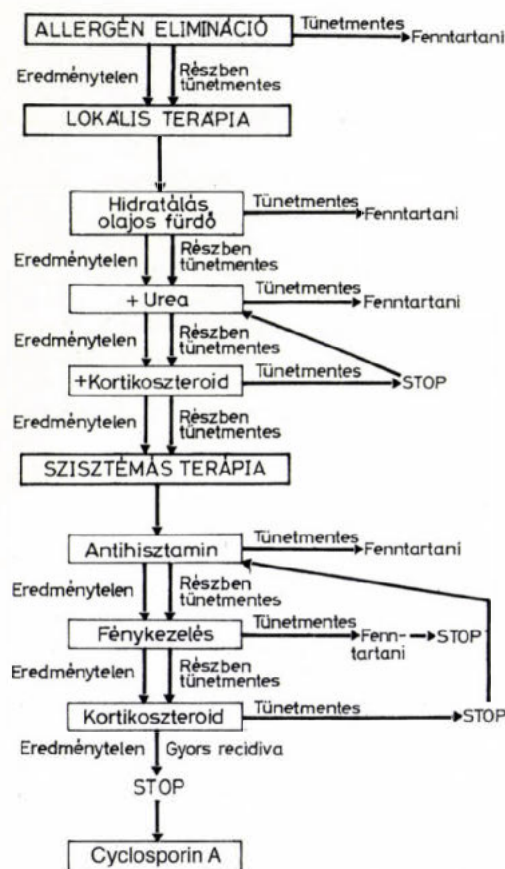 ALLERGÉN ELIMINÁCIÓ
Tünetmentes
Fenntartani
Eredménytelen
Részben
tünetmentes
LOKÁLIS TERÁPIA
Hidratálás
olajos fürdő
Tünetmentes
Fenntartani
Eredménytelen
Részben
tünetmentes
+ Urea
Tünetmentes
Fenntartani
Eredménytelen
Részben
tünetmentes
+Kortikoszteroid
Tünetmentes
STOP
Eredménytelen
Részben
tünetmentes
SZISZTÉMÁS TERÁPIA
Antihisztamin
Tünetmentes
Fenntartani
Eredménytelen
Részben
tünetmentes
Fénykezelés
Tünetmentes
Fenn-
tartani
STOP
Eredménytelen
Részben
tünetmentes
Kortikoszteroid
Tünetmentes
STOP
Eredménytelen
Gyors recidiva
STOP
Cyclosporin A